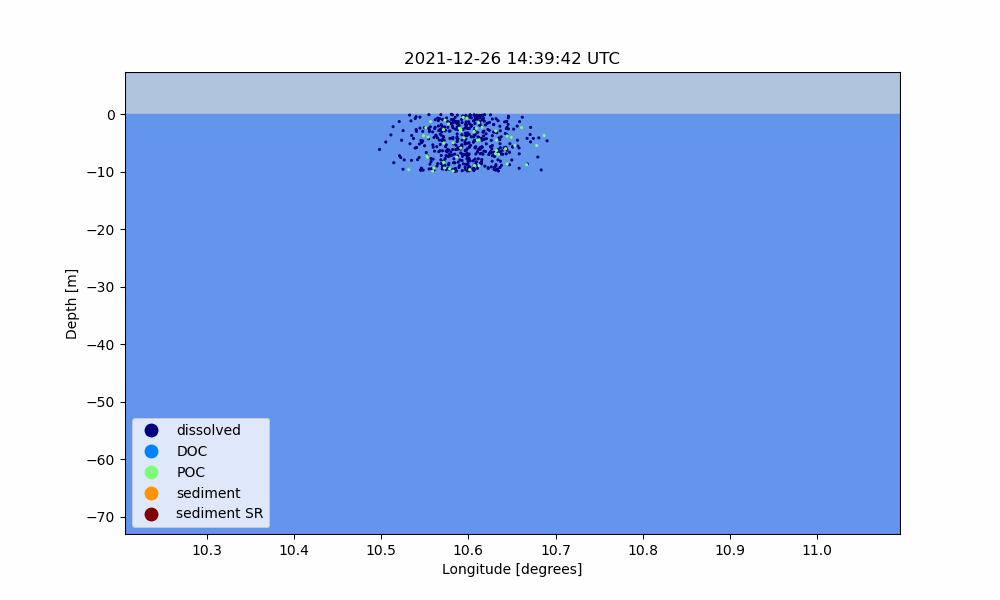 2021-12-26 14:39:42 UTC
0
−10
−20
−30
−40
−50
−60
−70
Depth [m]
dissolved
DOC
POC
sediment
sediment SR
10.3 10.4 10.5 10.6 10.7 10.8 10.9 11.0
Longitude [degrees]